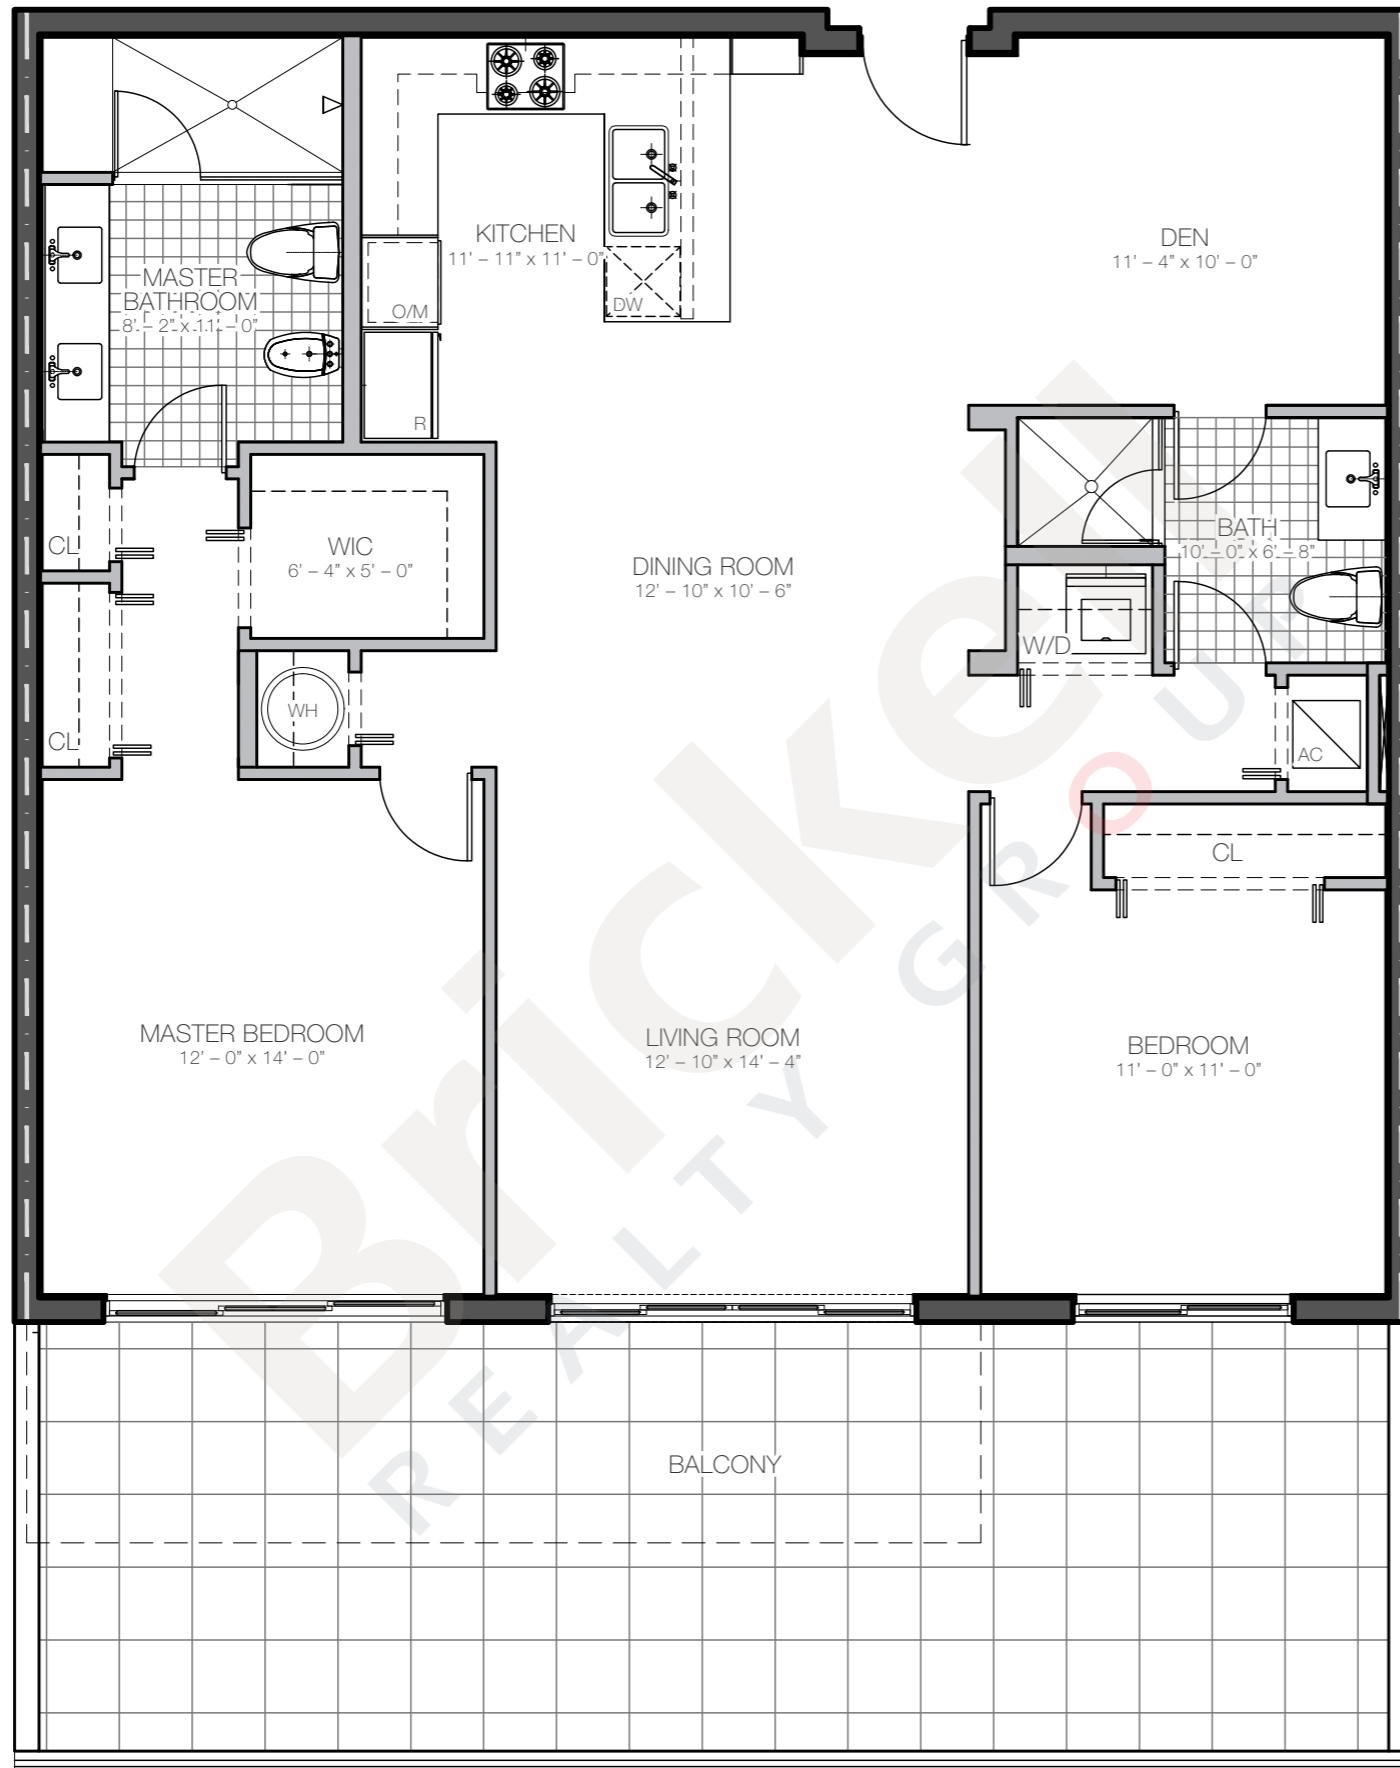 KITCHEN
11' – 11" x 11' – 0"
DEN
11' – 4" x 10' – 0"
MASTER
BATHROOM
8' – 2" x 11' – 0"
O/M
DW
R
CL
WIC
6' – 4" x 5' – 0"
DINING ROOM
12' – 10" x 10' – 6"
BATH
10' – 0" x 6' – 8"
W/D
WH
CL
AC
CL
MASTER BEDROOM
12' – 0" x 14' – 0"
LIVING ROOM
12' – 10" x 14' – 4"
BEDROOM
11' – 0" x 11' – 0"
BALCONY
Brickell
REALTY GROUP